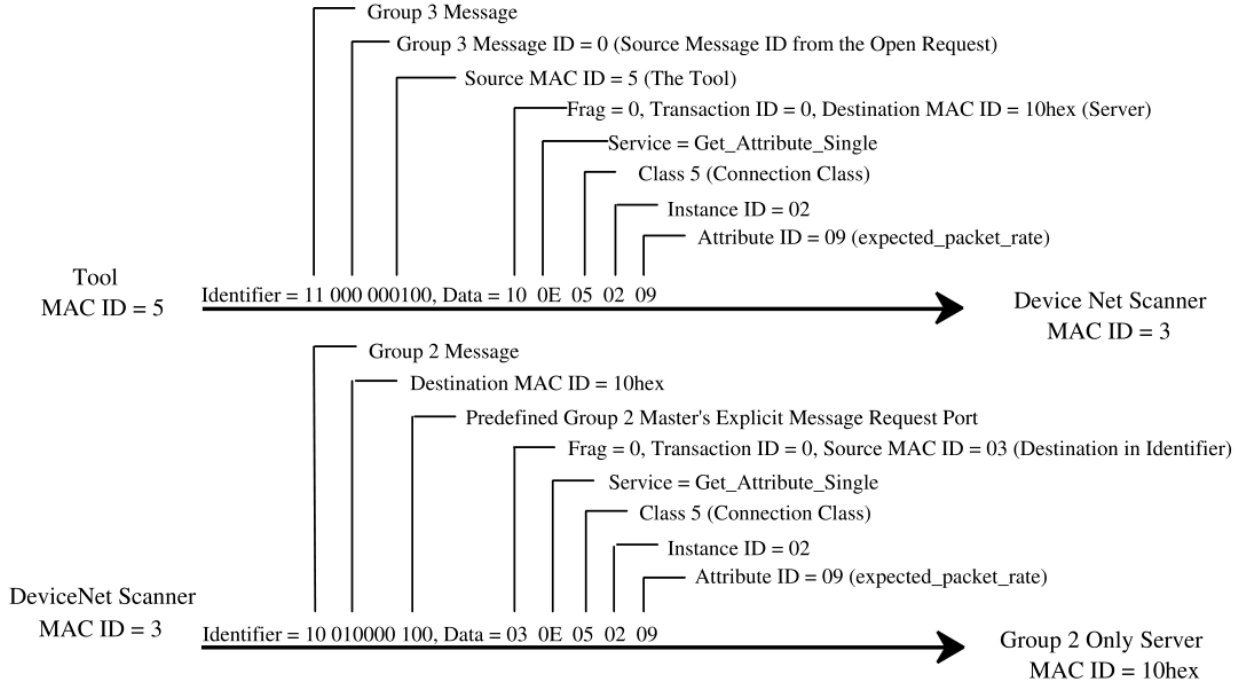 Group 3 Message
Group 3 Message ID = 0 (Source Message ID from the Open Request)
Source MAC ID = 5 (The Tool)
Frag = 0, Transaction ID = 0, Destination MAC ID = 10hex (Server)
Service = Get_Attribute_Single
Class 5 (Connection Class)
Instance ID = 02
Attribute ID = 09 (expected_packet_rate)
Tool
MAC ID = 5
Identifier = 11 000 000100, Data = 10 0E 05 02 09
Device Net Scanner
MAC ID = 3
Group 2 Message
Destination MAC ID = 10hex
Predefined Group 2 Master's Explicit Message Request Port
Frag = 0, Transaction ID = 0, Source MAC ID = 03 (Destination in Identifier)
Service = Get_Attribute_Single
Class 5 (Connection Class)
Instance ID = 02
Attribute ID = 09 (expected_packet_rate)
DeviceNet Scanner
MAC ID = 3
Identifier = 10 010000 100, Data = 03 0E 05 02 09
Group 2 Only Server
MAC ID = 10hex